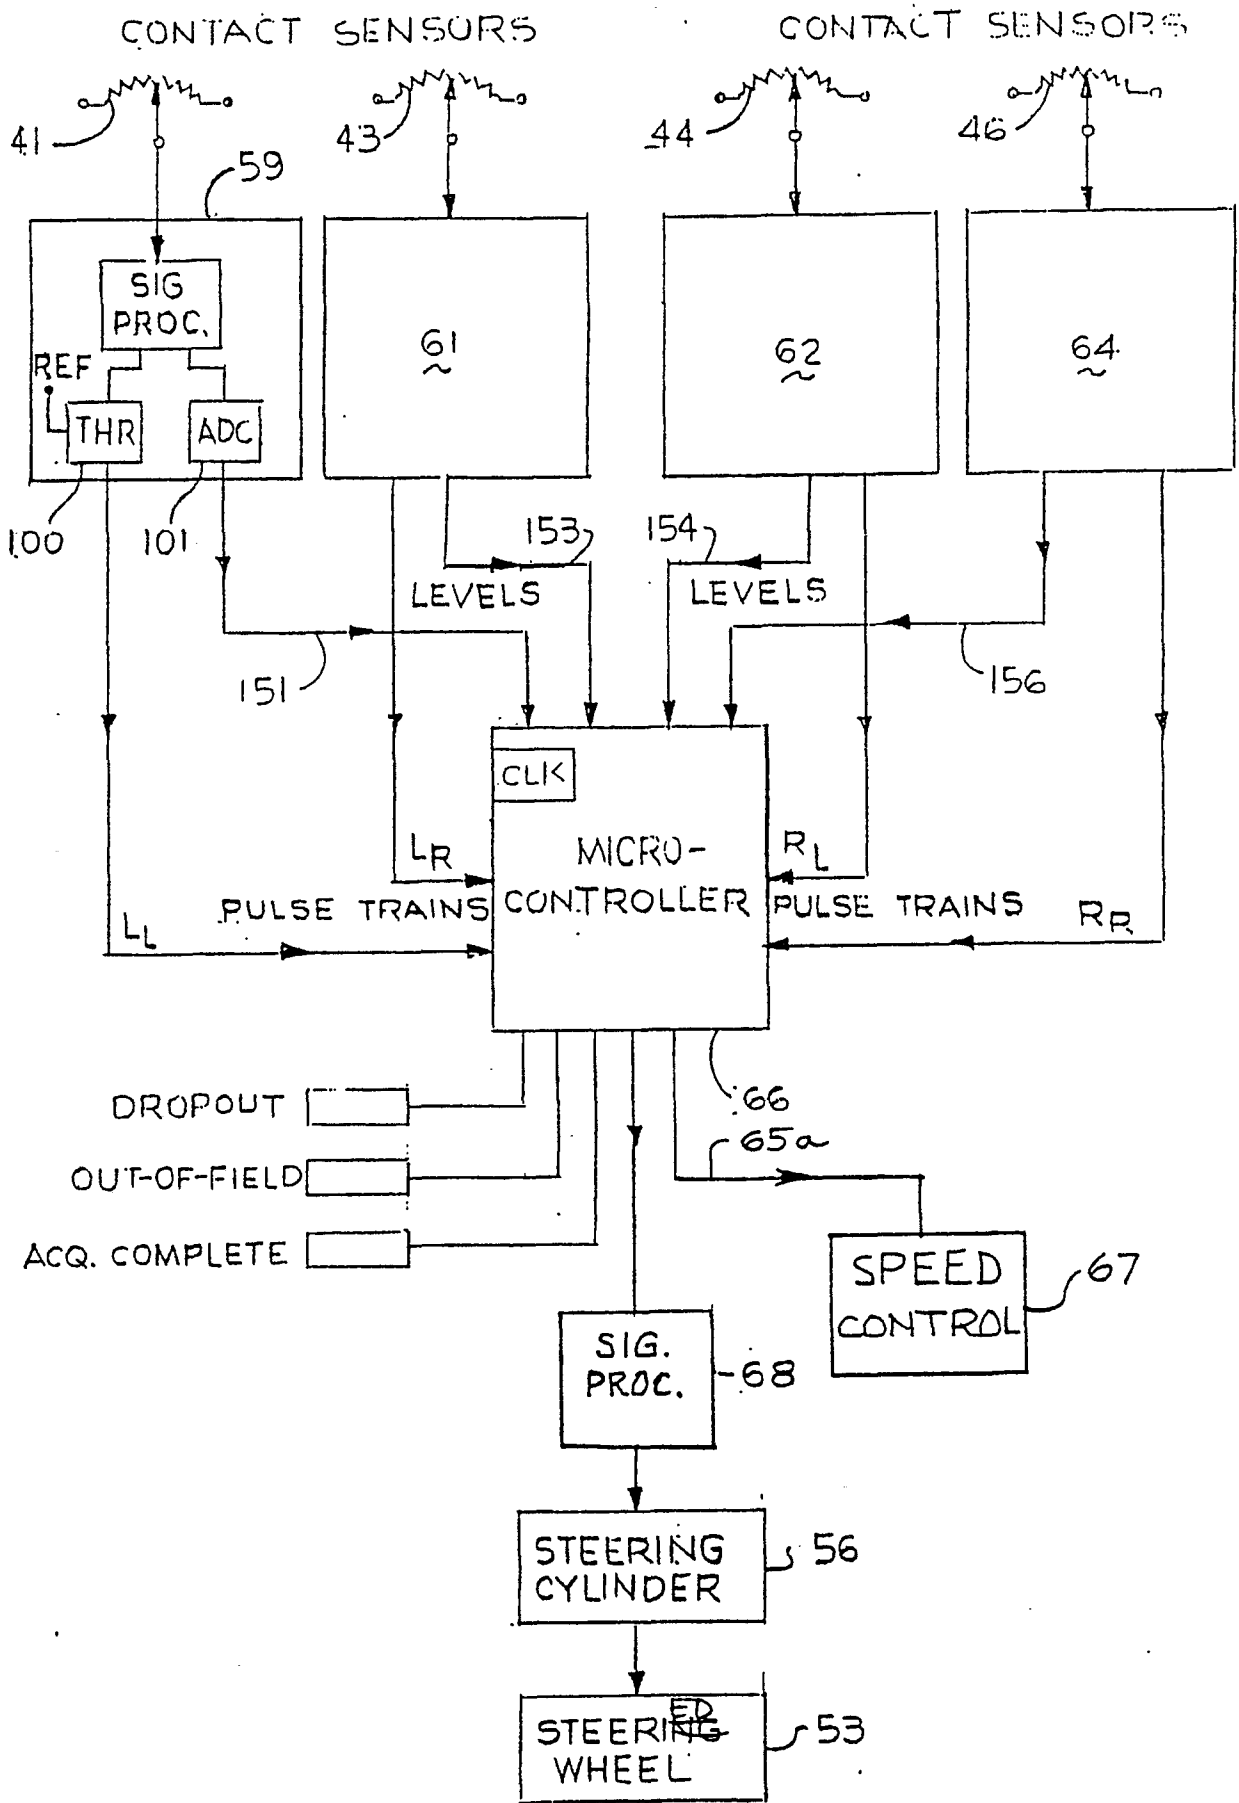 CONTACT SENSORS
CONTACT SENSORS
41
43
44
46
59
SIG
PROC.
REF
THR
ADC
61
62
64
100
101
153
154
LEVELS
LEVELS
151
156
CLK
MICRO-
CONTROLLER
LR
RL
PULSE TRAINS
PULSE TRAINS
LL
RR
66
DROPOUT
65a
OUT-OF-FIELD
ACQ. COMPLETE
SPEED
CONTROL
67
SIG.
PROC.
68
STEERING
CYLINDER
56
ED
STEERING
WHEEL
53